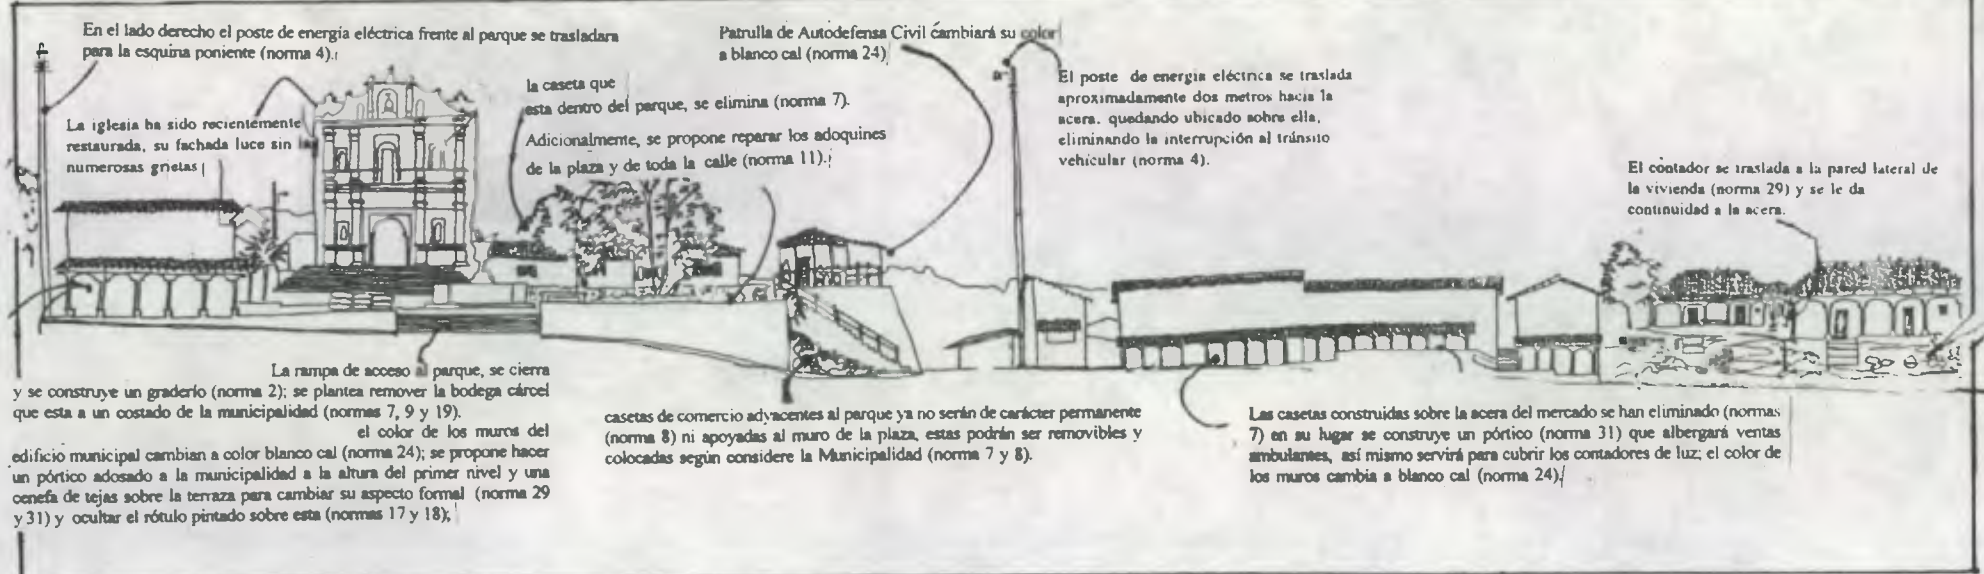 En el lado derecho el poste de energía eléctrica frente al parque se trasladara
para la esquina poniente (norma 4).
La iglesia ha sido recientemente
restaurada, su fachada luce sin
numerosas grietas
la caseta que
esta dentro del parque, se elimina (norma 7).
Adicionalmente, se propone reparar los adoquines
de la plaza y de toda la calle (norma 11).
Patrulla de Autodefensa Civil cambiará su color
a blanco cal (norma 24)
El poste de energía eléctrica se traslada
aproximadamente dos metros hacia la
acera. quedando ubicado sobre ella,
eliminando la interrupción al tránsito
vehicular (norma 4).
El contador se traslada a la pared lateral de
la vivienda (norma 29) y se le da
continuidad a la acera.
La rampa de acceso al parque, se cierra
y se construye un graderío (norma 2); se plantea remover la bodega cárcel
que esta a un costado de la municipalidad (normas 7, 9 y 19).
el color de los muros del
edificio municipal cambian a color blanco cal (norma 24); se propone hacer
un pórtico adosado a la municipalidad a la altura del primer nivel y una
cenefa de tejas sobre la terraza para cambiar su aspecto formal (norma 29
y 31) y ocultar el rótulo pintado sobre esta (normas 17 y 18);
casetas de comercio adyacentes al parque ya no serán de carácter permanente
(norma 8) ni apoyadas al muro de la plaza, estas podrán ser removibles y
colocadas según considere la Municipalidad (norma 7 y 8).
Las casetas construidas sobre la acera del mercado se han eliminado (normas
7) en su lugar se construye un pórtico (norma 31) que albergará ventas
ambulantes, así mismo servirá para cubrir los contadores de luz; el color de
los muros cambia a blanco cal (norma 24).